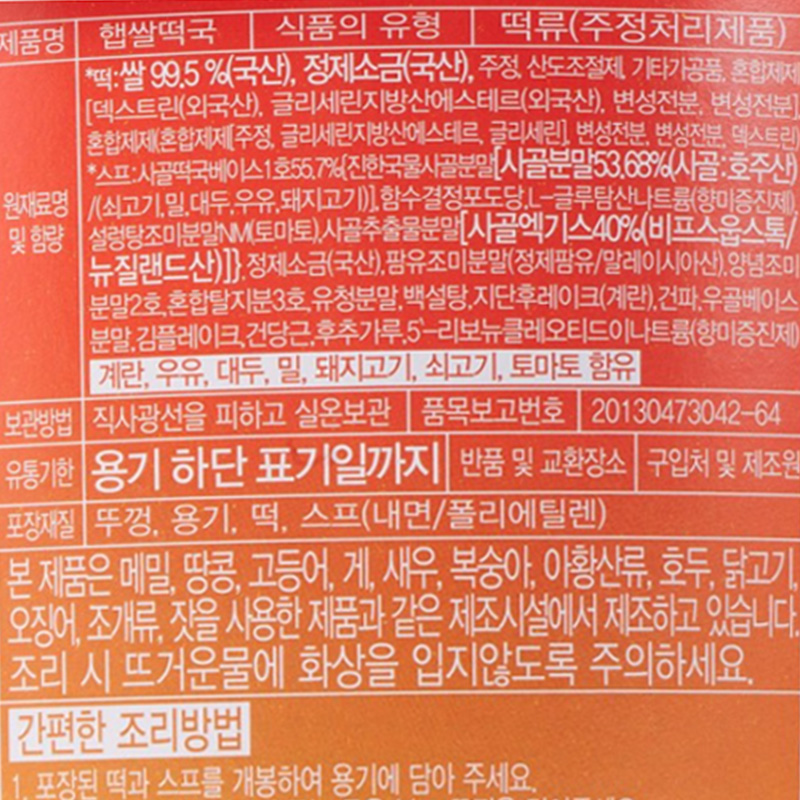 제품명 햅쌀떡국 식품의 유형 떡류(주정처리제품)
*떡:쌀 99.5 %(국산), 정제소금(국산), 주정, 산도조절제, 기타가공품, 혼합제제
[덱스트린(외국산), 글리세린지방산에스테르(외국산), 변성전분, 변성전분]
혼합제제(혼합제제[주정, 글리세린지방산에스테르, 글리세린], 변성전분, 변성전분, 덱스트린)
*스프:사골떡국베이스1호55.7%{진한국물사골분말[사골분말53.68%(사골:호주산)
원재료명 및 함량
/(쇠고기,밀,대두,우유,돼지고기)],함수결정포도당,L-글루탐산나트륨(향미증진제),
설렁탕조미분말NM(토마토),사골추출물분말[사골엑기스40%(비프스웁스톡/
뉴질랜드산)]},정제소금(국산),팜유조미분말(정제팜유/말레이시아산),양념조미
분말2호,혼합탈지분3호,유청분말,백설탕,지단후레이크(계란),건파,우골베이스
분말,김플레이크,건당근,후추가루,5'-리보뉴클레오티드이나트륨(향미증진제)
계란, 우유, 대두, 밀, 돼지고기, 쇠고기, 토마토 함유
보관방법 직사광선을 피하고 실온보관 품목보고번호 20130473042-64
유통기한 용기 하단 표기일까지 반품 및 교환장소 구입처 및 제조원
포장재질 뚜껑, 용기, 떡, 스프(내면/폴리에틸렌)
본 제품은 메밀, 땅콩, 고등어, 게, 새우, 복숭아, 아황산류, 호두, 닭고기,
오징어, 조개류, 잣을 사용한 제품과 같은 제조시설에서 제조하고 있습니다.
조리 시 뜨거운물에 화상을 입지않도록 주의하세요.
간편한 조리방법
1. 포장된 떡과 스프를 개봉하여 용기에 담아 주세요.